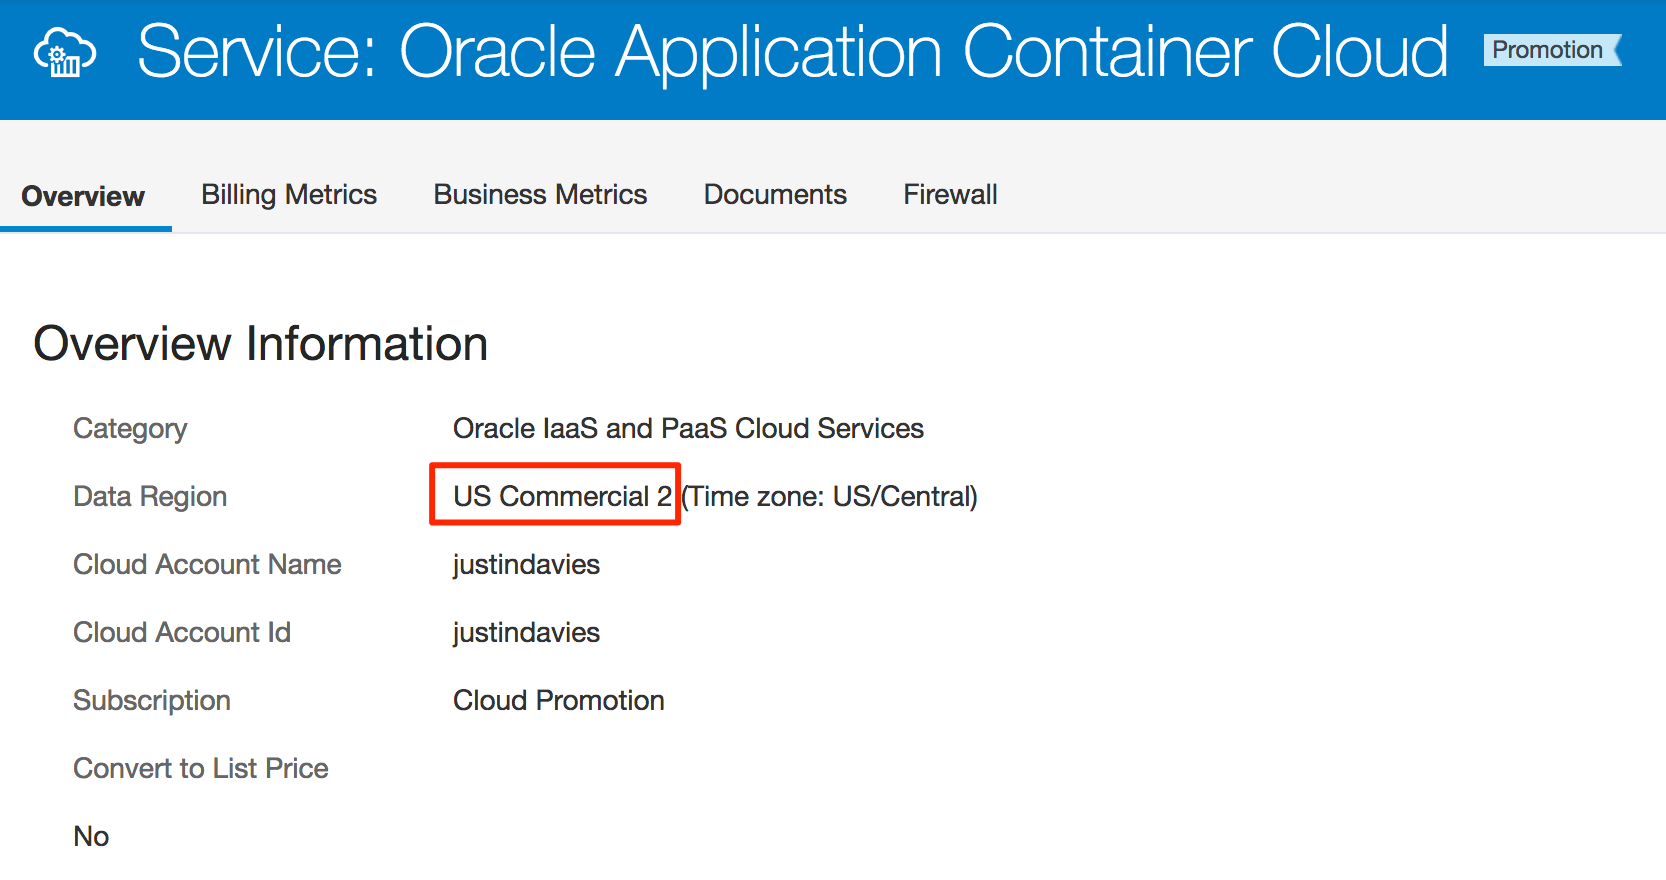 Service: Oracle Application Container Cloud Promotion
Overview Billing Metrics Business Metrics Documents Firewall
Overview Information
Category Oracle IaaS and PaaS Cloud Services
Data Region US Commercial 2 (Time zone: US/Central)
Cloud Account Name justindavies
Cloud Account Id justindavies
Subscription Cloud Promotion
Convert to List Price
No